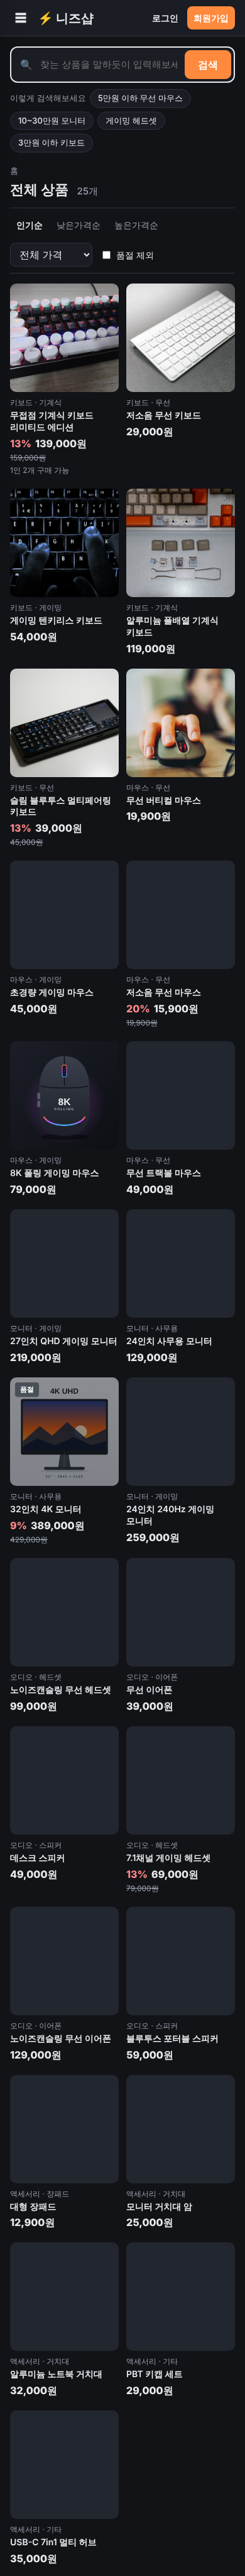 ☰ ⚡ 니즈샵 로그인 회원가입
🔍 찾는 상품을 말하듯이 입력해보세 검색
이렇게 검색해보세요 5만원 이하 무선 마우스
10~30만원 모니터 게이밍 헤드셋
3만원 이하 키보드
홈
전체 상품 25개
인기순 낮은가격순 높은가격순
전체 가격 품절 제외
키보드 · 기계식
무접점 기계식 키보드
리미티드 에디션
13% 139,000원
159,000원
1인 2개 구매 가능
키보드 · 무선
저소음 무선 키보드
29,000원
키보드 · 게이밍
게이밍 텐키리스 키보드
54,000원
키보드 · 기계식
알루미늄 풀배열 기계식
키보드
119,000원
키보드 · 무선
슬림 블루투스 멀티페어링
키보드
13% 39,000원
45,000원
마우스 · 무선
무선 버티컬 마우스
19,900원
마우스 · 게이밍
초경량 게이밍 마우스
45,000원
마우스 · 무선
저소음 무선 마우스
20% 15,900원
19,900원
8K
POLLING
마우스 · 게이밍
8K 폴링 게이밍 마우스
79,000원
마우스 · 무선
무선 트랙볼 마우스
49,000원
모니터 · 게이밍
27인치 QHD 게이밍 모니터
219,000원
모니터 · 사무용
24인치 사무용 모니터
129,000원
품절
4K UHD
모니터 · 사무용
32인치 4K 모니터
9% 389,000원
429,000원
모니터 · 게이밍
24인치 240Hz 게이밍
모니터
259,000원
오디오 · 헤드셋
노이즈캔슬링 무선 헤드셋
99,000원
오디오 · 이어폰
무선 이어폰
39,000원
오디오 · 스피커
데스크 스피커
49,000원
오디오 · 헤드셋
7.1채널 게이밍 헤드셋
13% 69,000원
79,000원
오디오 · 이어폰
노이즈캔슬링 무선 이어폰
129,000원
오디오 · 스피커
블루투스 포터블 스피커
59,000원
액세서리 · 장패드
대형 장패드
12,900원
액세서리 · 거치대
모니터 거치대 암
25,000원
액세서리 · 거치대
알루미늄 노트북 거치대
32,000원
액세서리 · 기타
PBT 키캡 세트
29,000원
액세서리 · 기타
USB-C 7in1 멀티 허브
35,000원